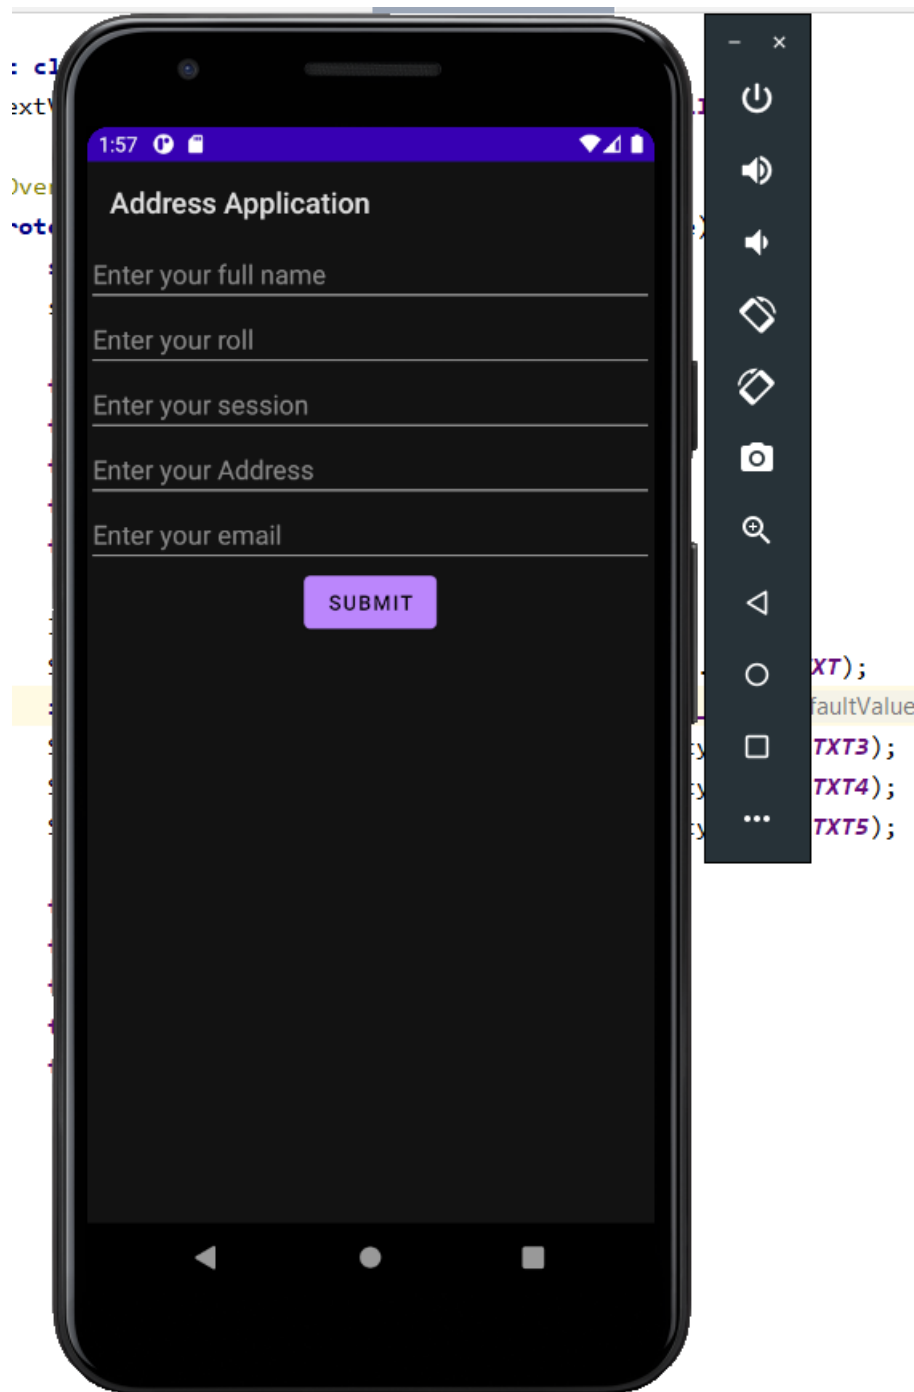 1:57
Address Application
Enter your full name
Enter your roll
Enter your session
Enter your Address
Enter your email
SUBMIT
XT);
faultValue
TXT3);
TXT4);
TXT5);